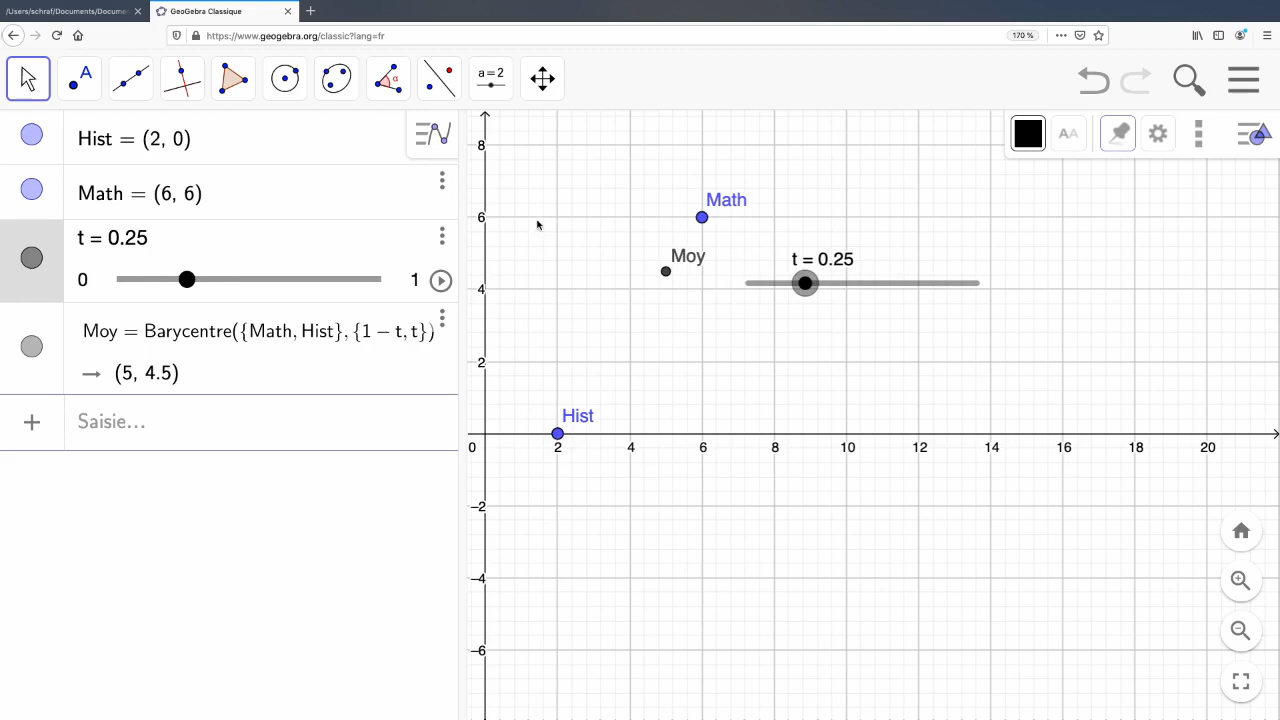 /Users/schraf/Documents/Docume
GeoGebra Classique
https://www.geogebra.org/classic?lang=fr
170 %
A
α
a=2
Hist = (2, 0)
Math = (6, 6)
t = 0.25
0
1
Moy = Barycentre({Math, Hist}, {1 − t, t})
→ (5, 4.5)
+ Saisie…
AA
8
6
4
2
0 2 4 6 8 10 12 14 16 18 20
−2
−4
−6
Math
Moy
t = 0.25
Hist